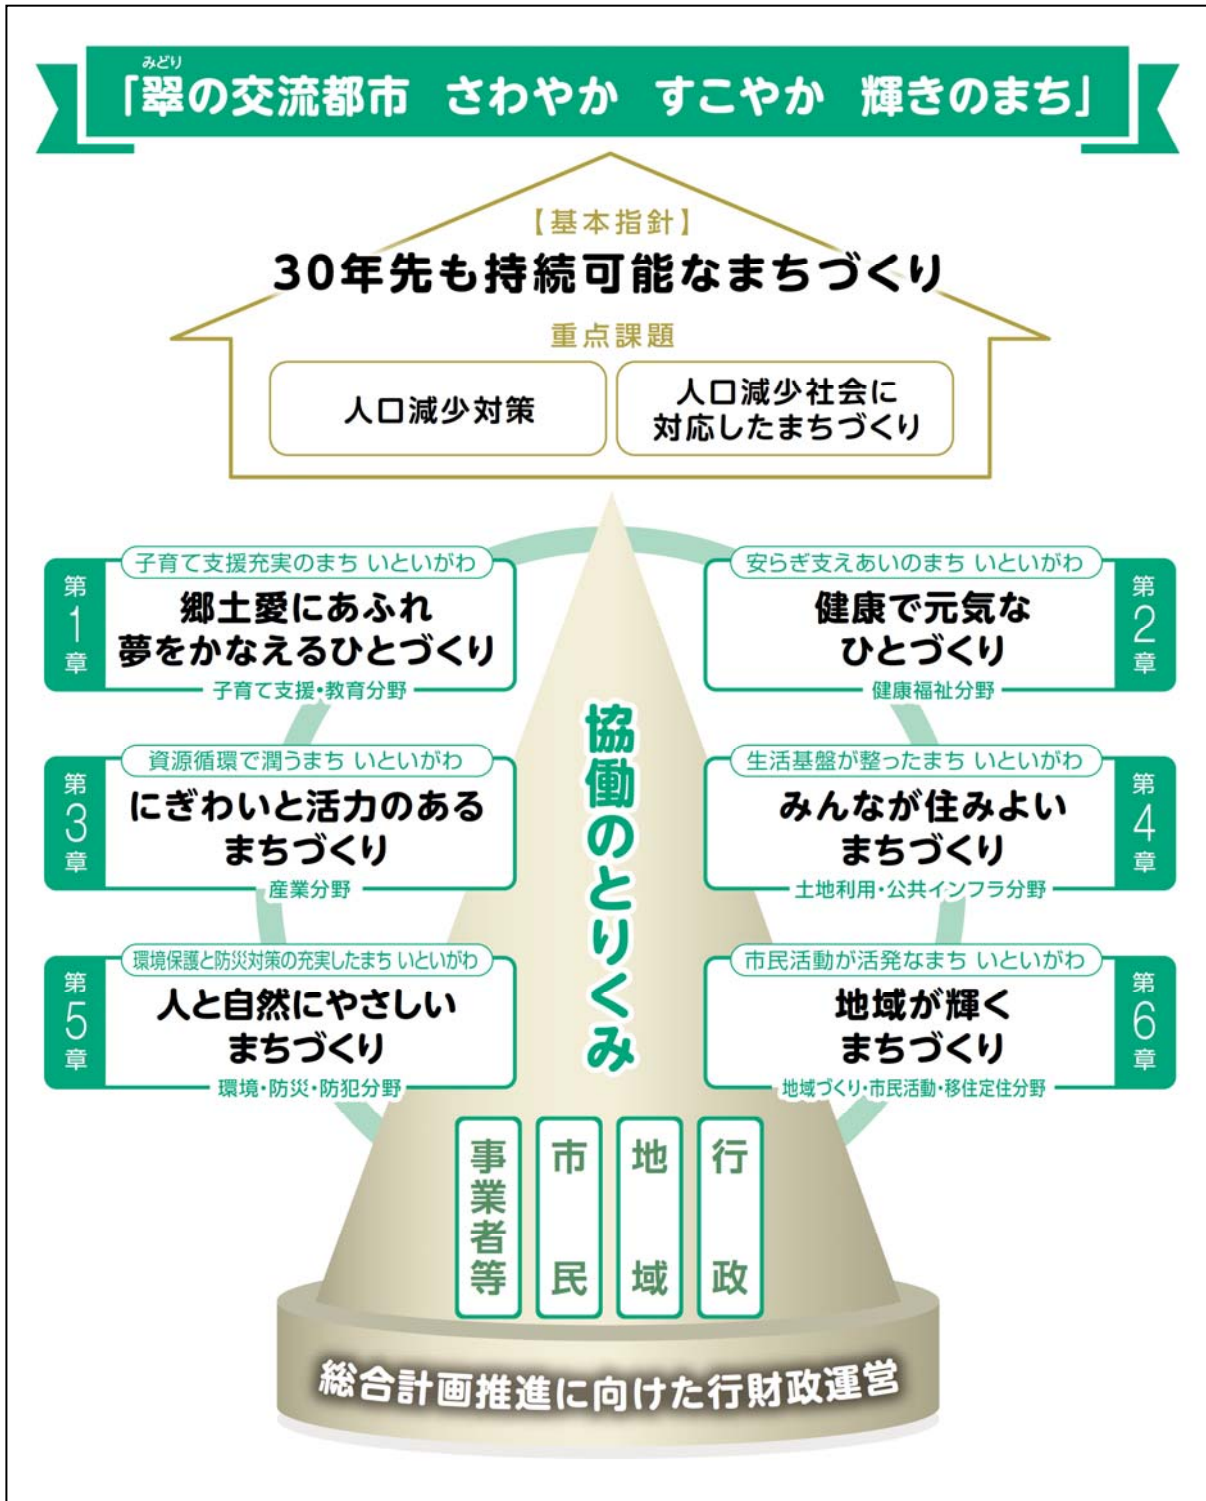 みどり
「翠の交流都市 さわやか すこやか 輝きのまち」
【基本指針】
30年先も持続可能なまちづくり
重点課題
人口減少対策
人口減少社会に
対応したまちづくり
第1章
子育て支援充実のまち いといがわ
郷土愛にあふれ
夢をかなえるひとづくり
子育て支援・教育分野
第2章
安らぎ支えあいのまち いといがわ
健康で元気な
ひとづくり
健康福祉分野
第3章
資源循環で潤うまち いといがわ
にぎわいと活力のある
まちづくり
産業分野
第4章
生活基盤が整ったまち いといがわ
みんなが住みよい
まちづくり
土地利用・公共インフラ分野
第5章
環境保護と防災対策の充実したまち いといがわ
人と自然にやさしい
まちづくり
環境・防災・防犯分野
第6章
市民活動が活発なまち いといがわ
地域が輝く
まちづくり
地域づくり・市民活動・移住定住分野
協働のとりくみ
事業者等
市民
地域
行政
総合計画推進に向けた行財政運営